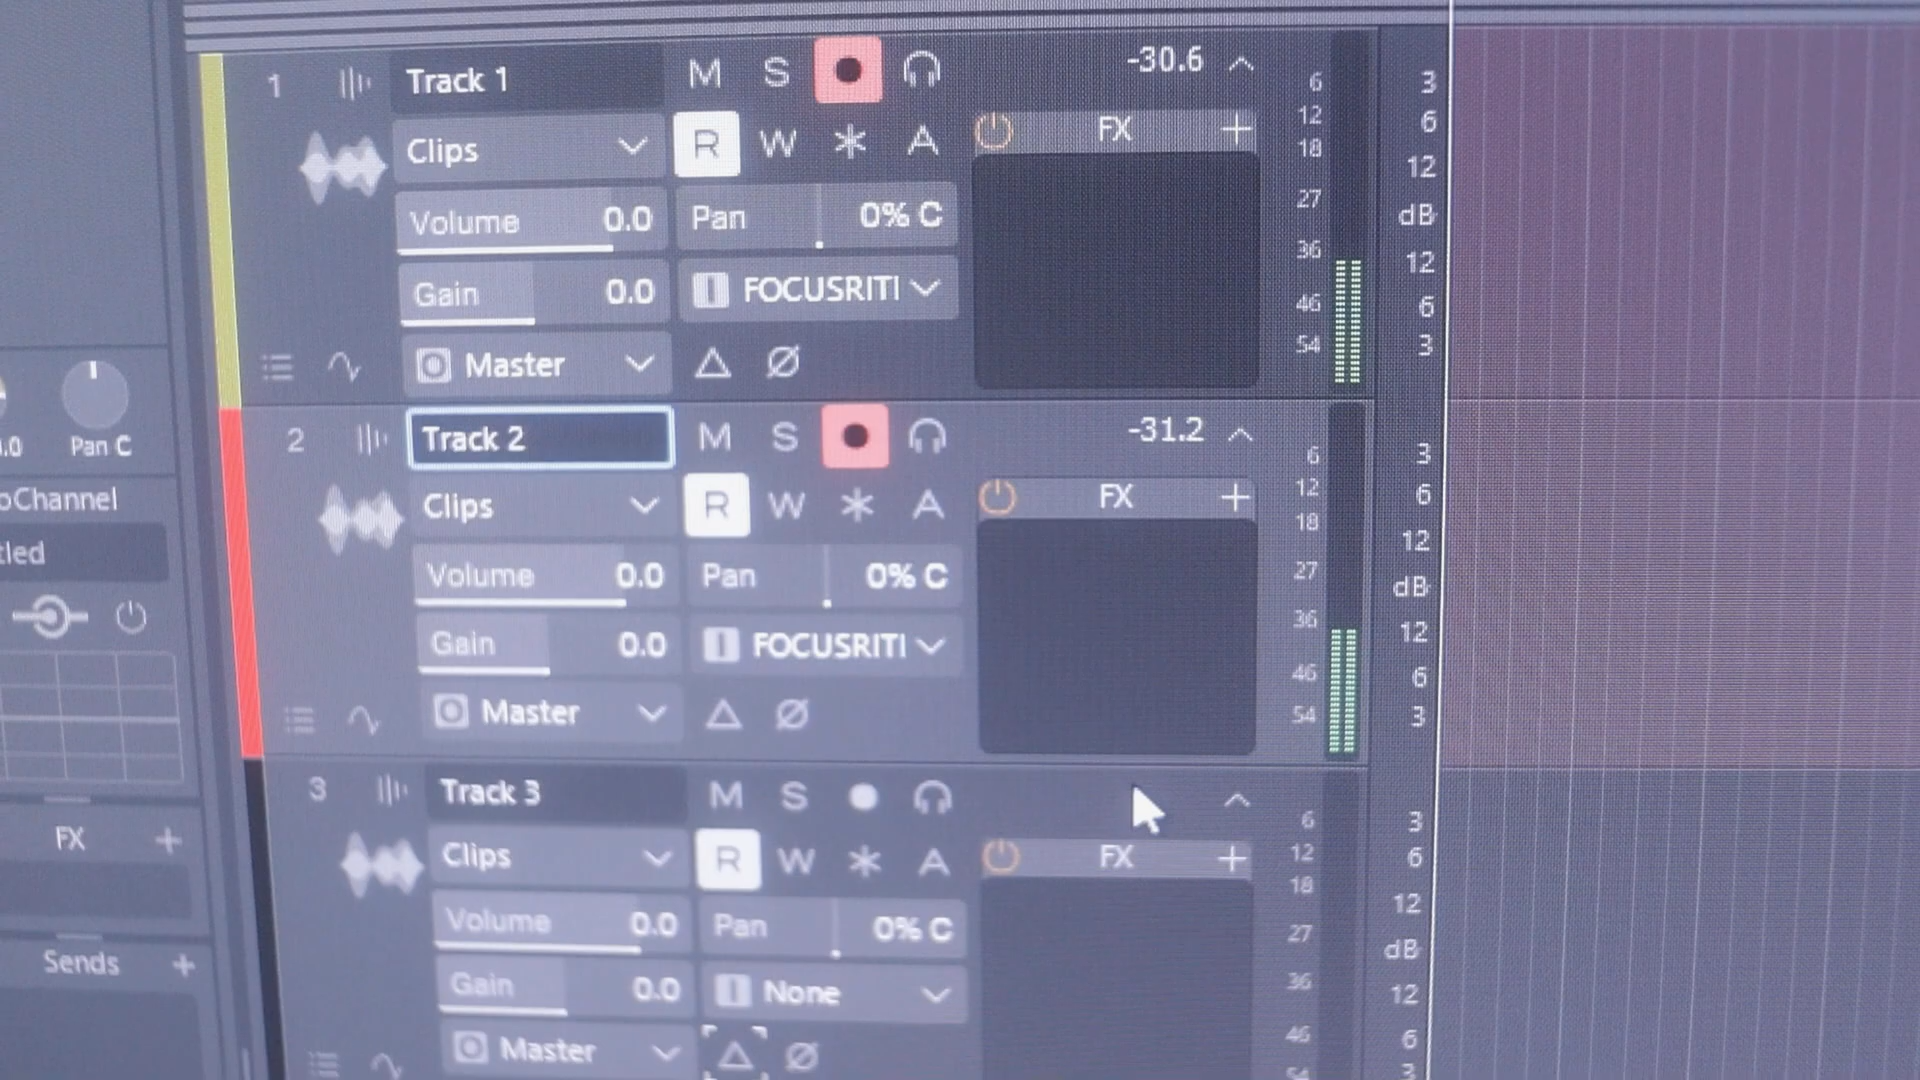 1 Track 1 M S -30.6
Clips R W * A FX +
Volume 0.0 Pan 0% C
Gain 0.0 FOCUSRITI
Master Ø
6
12
18
27
36
46
54
3
6
12
dB
12
6
3
2 Track 2 M S -31.2
Clips R W * A FX +
Volume 0.0 Pan 0% C
Gain 0.0 FOCUSRITI
Master Ø
6
12
18
27
36
46
54
3
6
12
dB
12
6
3
3 Track 3 M S
Clips R W * A FX +
Volume 0.0 Pan 0% C
Gain 0.0 None
Master Ø
6
12
18
27
36
46
54
3
6
12
dB
12
6
3
.0 Pan C
oChannel
tled
FX +
Sends +